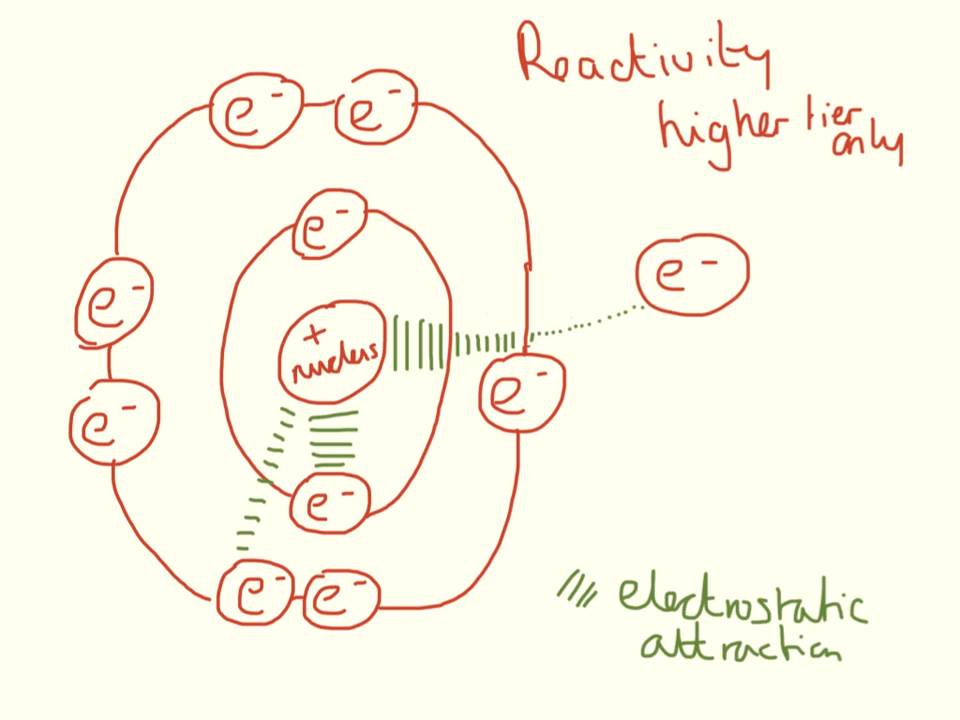 Reactivity
higher tier
only
e- e-
e-
e-
e-
+
nucleus
e-
e-
e-
e- e-
electrostatic
attraction